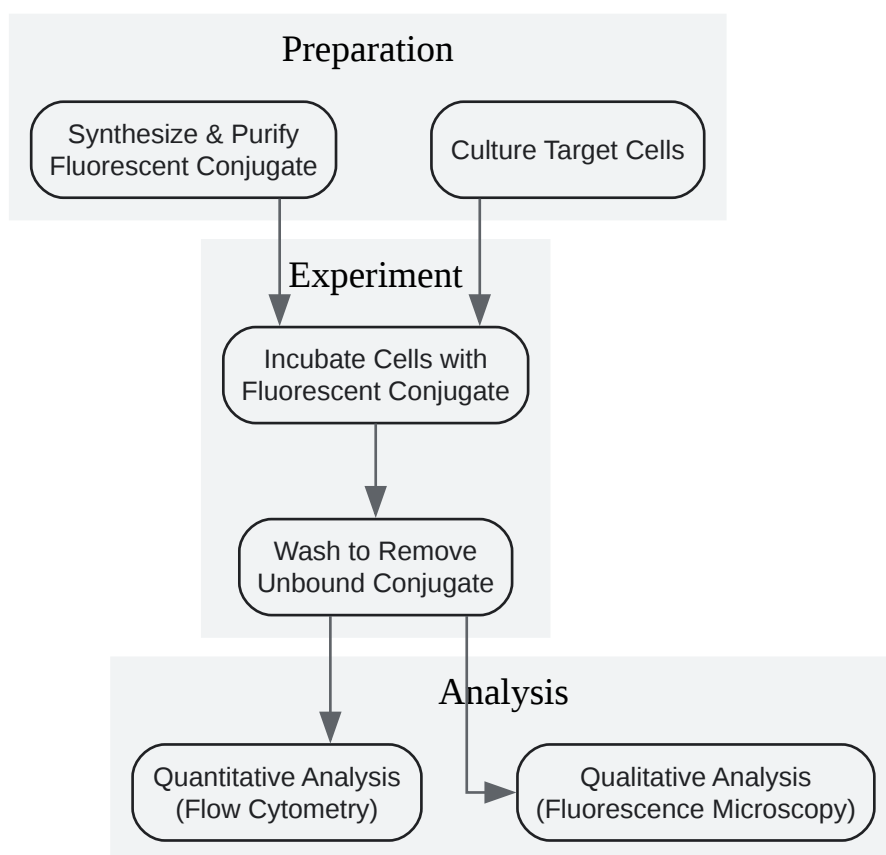 Preparation
Synthesize & Purify
Fluorescent Conjugate
Culture Target Cells
Experiment
Incubate Cells with
Fluorescent Conjugate
Wash to Remove
Unbound Conjugate
Analysis
Quantitative Analysis
(Flow Cytometry)
Qualitative Analysis
(Fluorescence Microscopy)